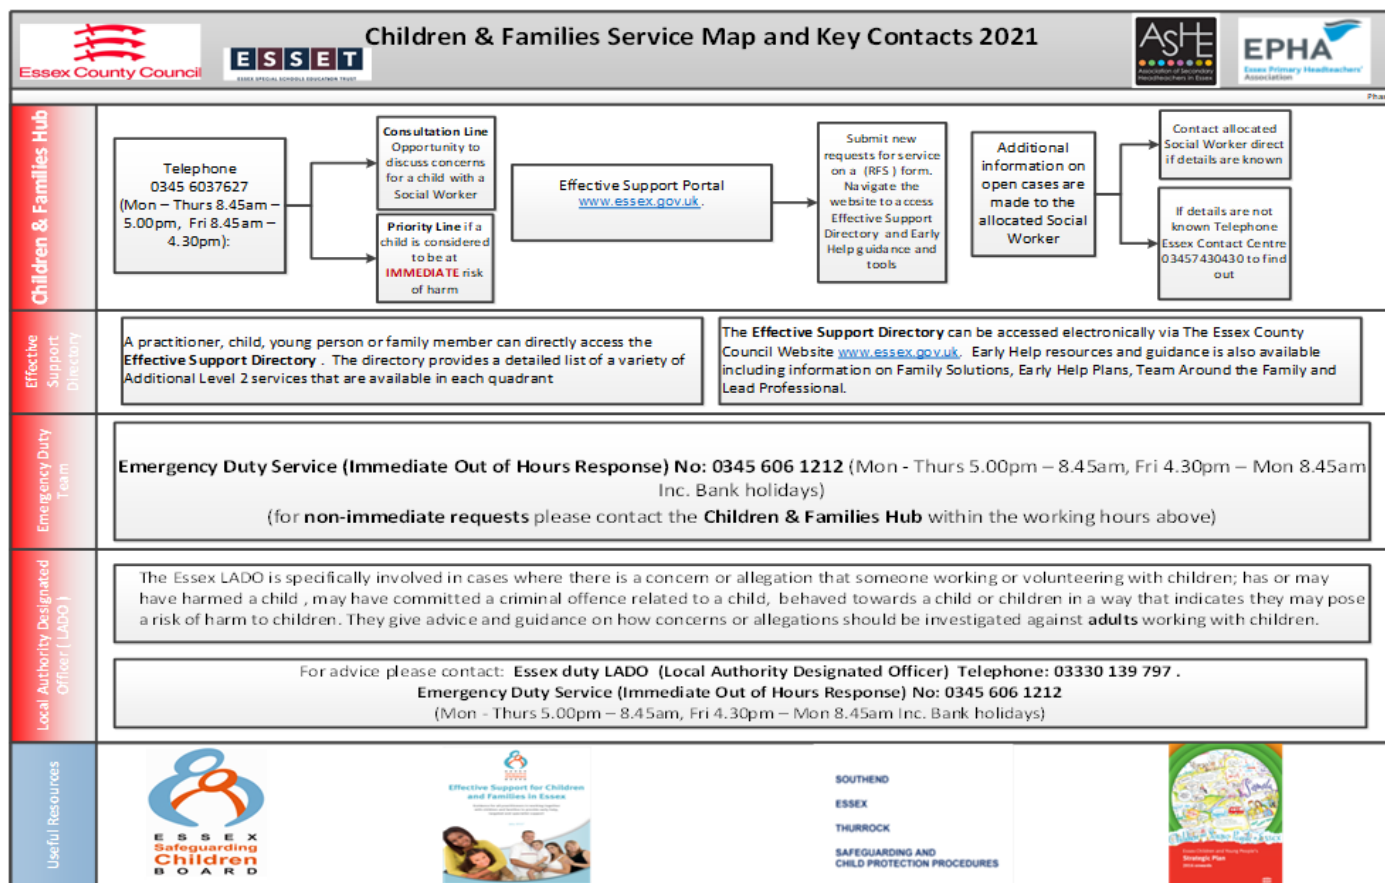 Essex County Council
ESSET
ESSEX SPECIAL SCHOOLS EDUCATION TRUST
Children & Families Service Map and Key Contacts 2021
ASHE
Association of Secondary
Headteachers in Essex
EPHA
Essex Primary Headteachers'
Association
Children & Families Hub
Telephone
0345 6037627
(Mon – Thurs 8.45am –
5.00pm, Fri 8.45am –
4.30pm):
Consultation Line
Opportunity to
discuss concerns
for a child with a
Social Worker
Priority Line if a
child is considered
to be at
IMMEDIATE risk
of harm
Effective Support Portal
www.essex.gov.uk .
Submit new
requests for service
on a (RFS ) form.
Navigate the
website to access
Effective Support
Directory and Early
Help guidance and
tools
Additional
information on
open cases are
made to the
allocated Social
Worker
Contact allocated
Social Worker direct
if details are known
If details are not
known Telephone
Essex Contact Centre
03457430430 to find
out
Effective
Support
Directory
A practitioner, child, young person or family member can directly access the
Effective Support Directory . The directory provides a detailed list of a variety of
Additional Level 2 services that are available in each quadrant
The Effective Support Directory can be accessed electronically via The Essex County
Council Website www.essex.gov.uk. Early Help resources and guidance is also available
including information on Family Solutions, Early Help Plans, Team Around the Family and
Lead Professional.
Emergency Duty
Team
Emergency Duty Service (Immediate Out of Hours Response) No: 0345 606 1212 (Mon - Thurs 5.00pm – 8.45am, Fri 4.30pm – Mon 8.45am
Inc. Bank holidays)
(for non-immediate requests please contact the Children & Families Hub within the working hours above)
Local Authority Designated
Officer ( LADO )
The Essex LADO is specifically involved in cases where there is a concern or allegation that someone working or volunteering with children; has or may
have harmed a child , may have committed a criminal offence related to a child, behaved towards a child or children in a way that indicates they may pose
a risk of harm to children. They give advice and guidance on how concerns or allegations should be investigated against adults working with children.
For advice please contact: Essex duty LADO (Local Authority Designated Officer) Telephone: 03330 139 797 .
Emergency Duty Service (Immediate Out of Hours Response) No: 0345 606 1212
(Mon - Thurs 5.00pm – 8.45am, Fri 4.30pm – Mon 8.45am Inc. Bank holidays)
Useful Resources
ESSEX
Safeguarding
Children
BOARD
Effective Support for Children
and Families in Essex
SOUTHEND
ESSEX
THURROCK
SAFEGUARDING AND
CHILD PROTECTION PROCEDURES
Essex Children and Young People's
Strategic Plan